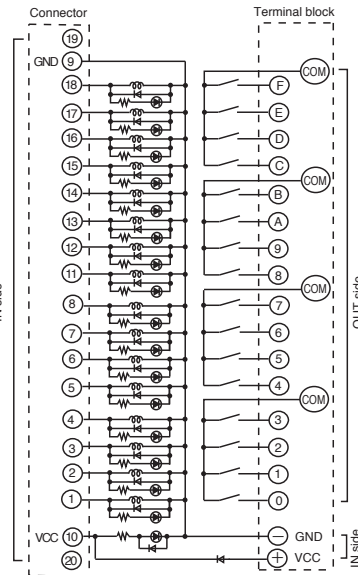 Connector Terminal block
19
GND 9 COM
18 F
17 E
16 D
15 C
14 COM B
13 A
12 9
11 8
8 COM 7
7 6
6 5
5 4
4 COM 3
3 2
2 1
1 0
VCC 10 − GND
20 + VCC
IN side
OUT side
IN side